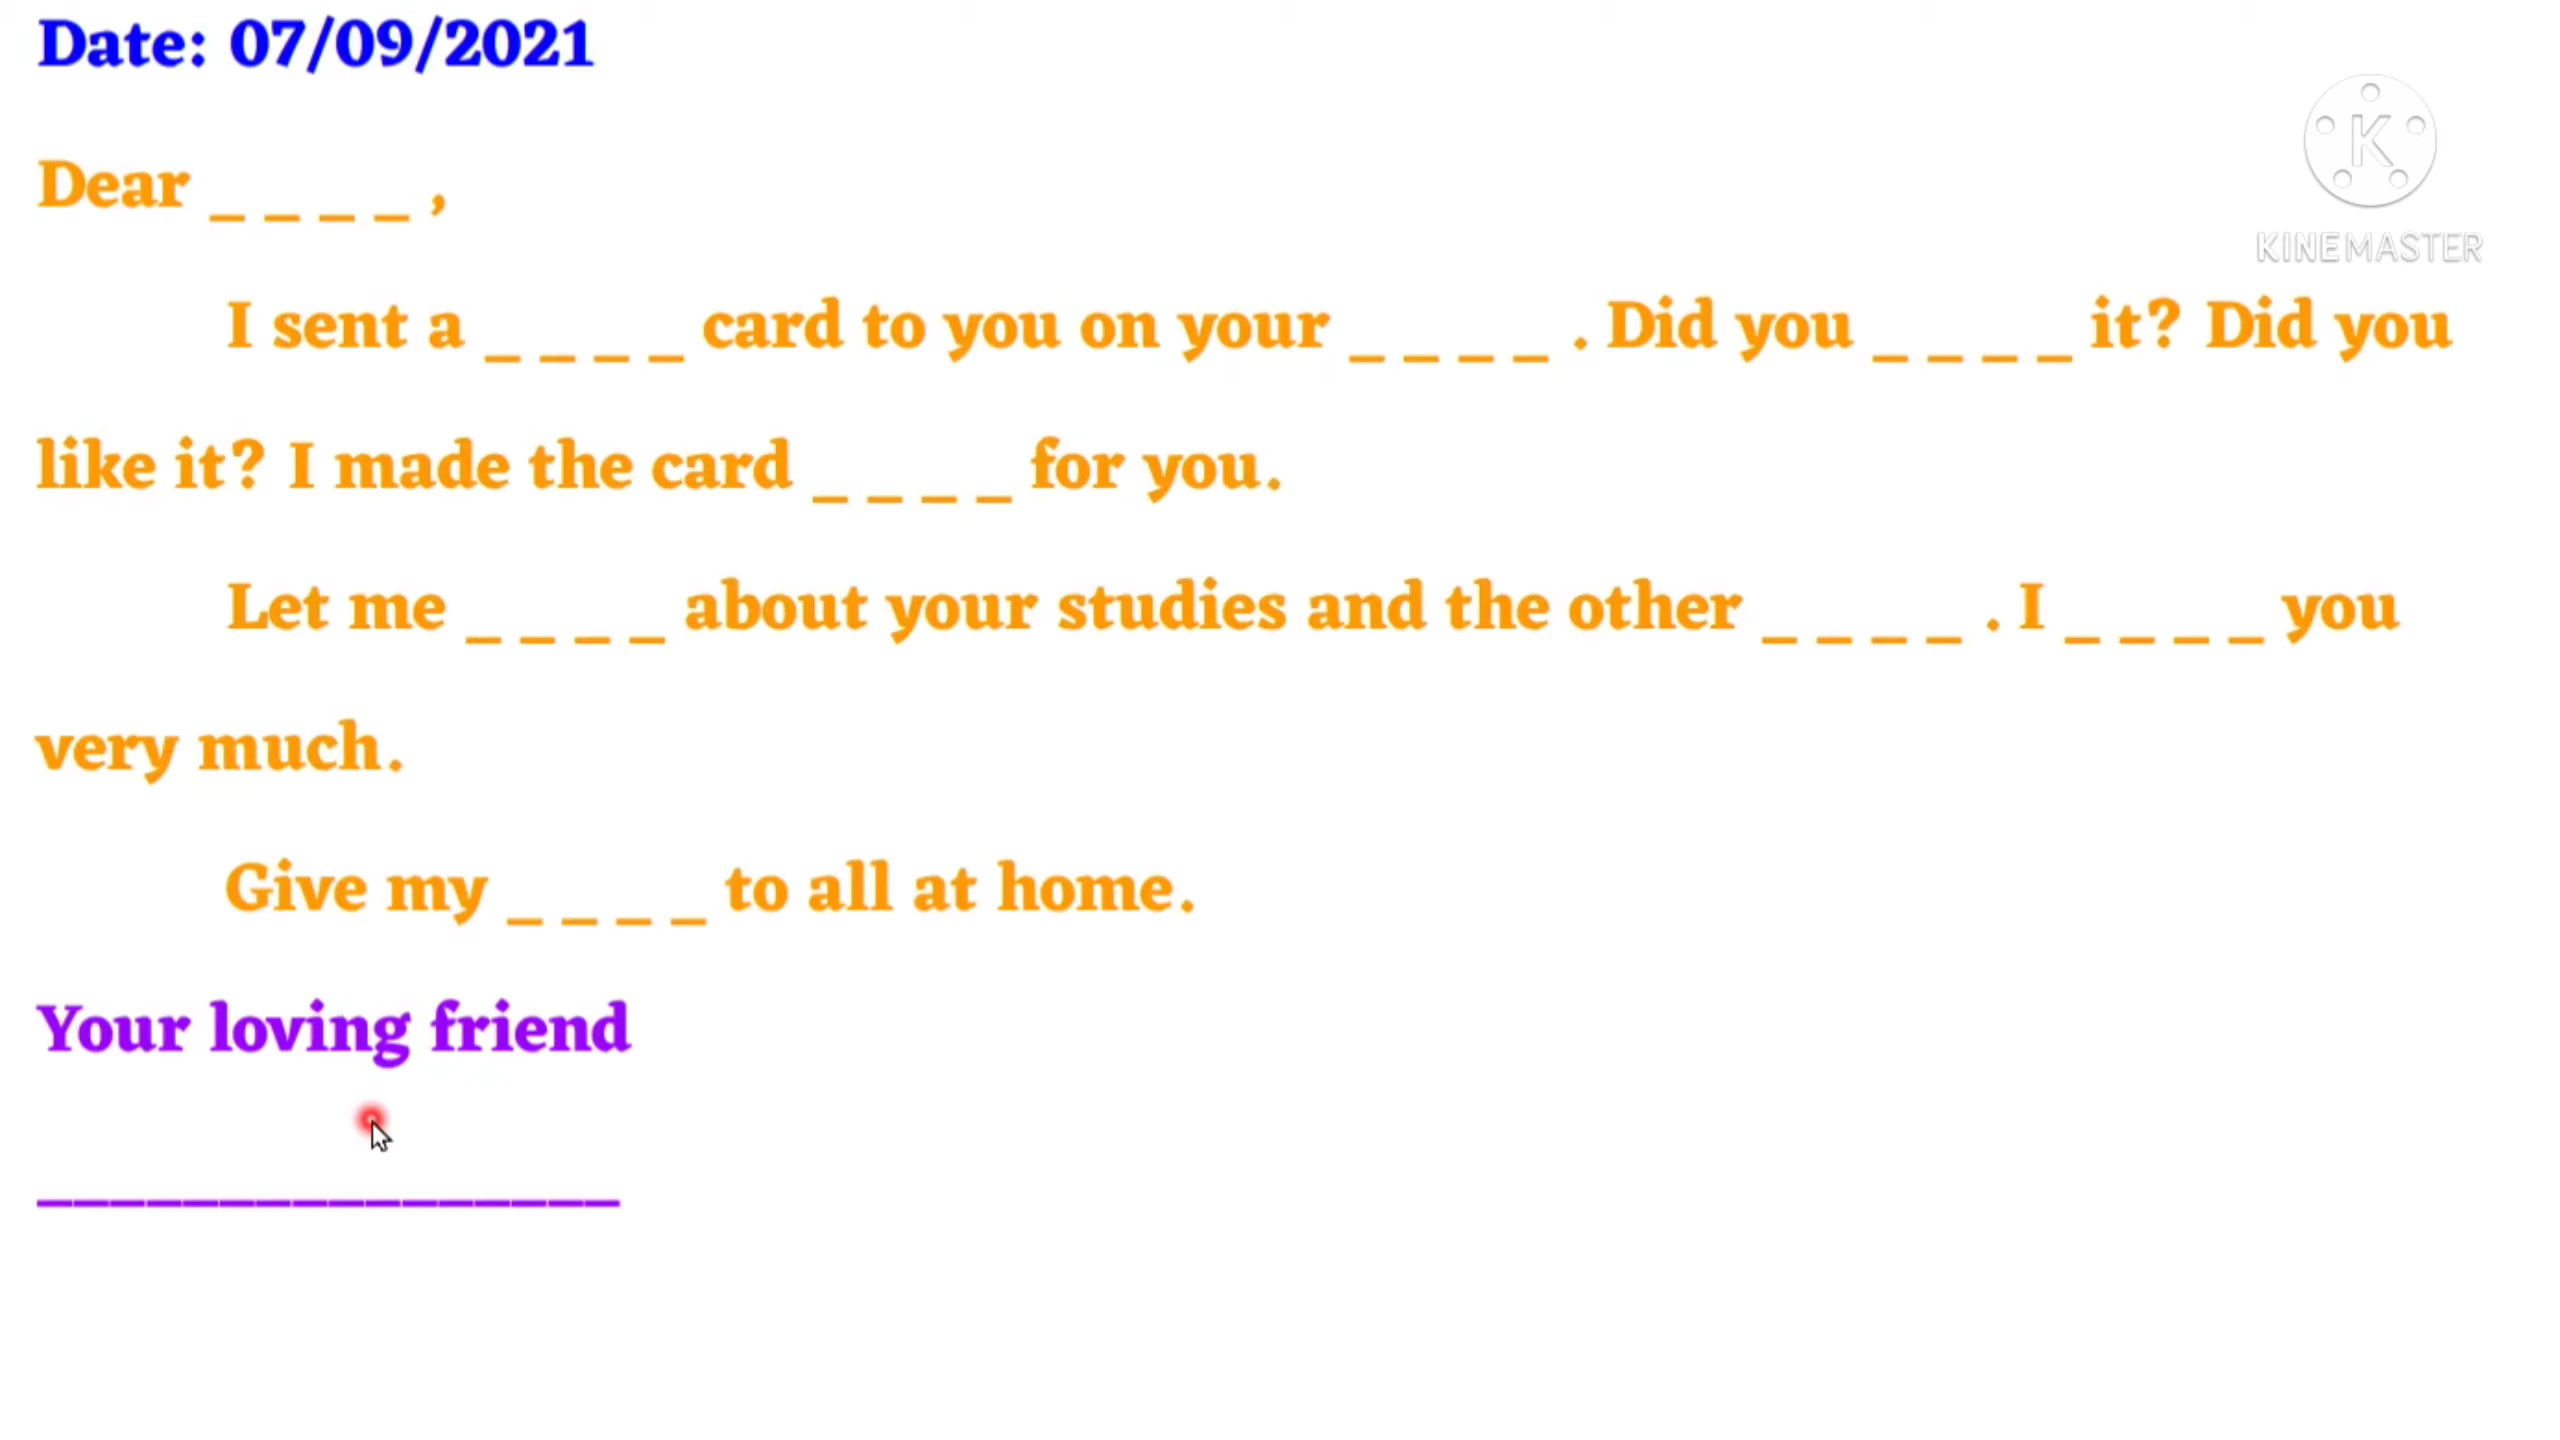 Date: 07/09/2021
KINEMASTER
Dear _ _ _ _ ,
I sent a _ _ _ _ card to you on your _ _ _ _ . Did you _ _ _ _ it? Did you
like it? I made the card _ _ _ _ for you.
Let me _ _ _ _ about your studies and the other _ _ _ _ . I _ _ _ _ you
very much.
Give my _ _ _ _ to all at home.
Your loving friend
________________